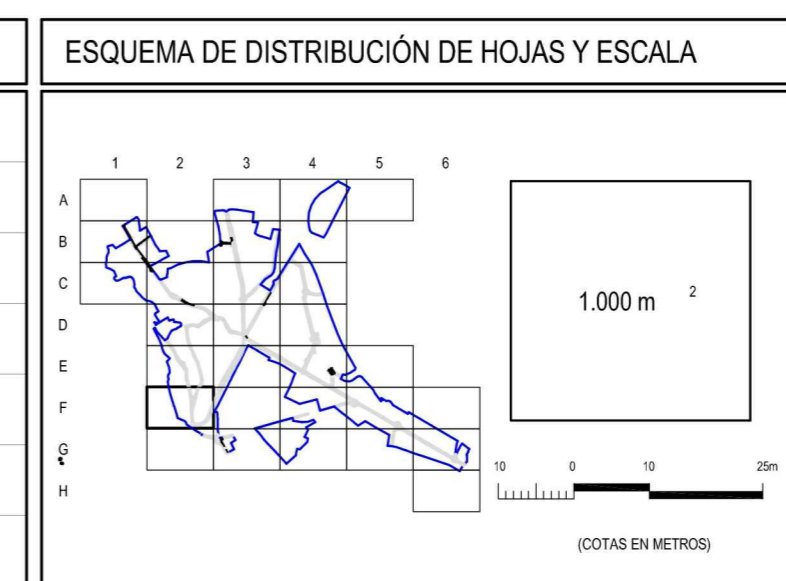 ESQUEMA DE DISTRIBUCIÓN DE HOJAS Y ESCALA
1 2 3 4 5 6
A
B
C
D
E
F
G
H
1.000 m 2
10 0 10 25m
(COTAS EN METROS)